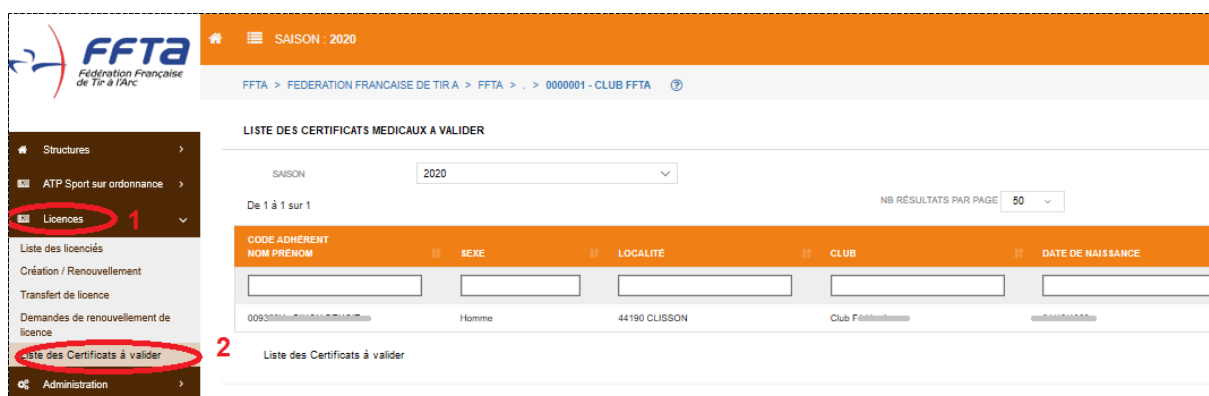 FFTa
Fédération Française
de Tir à l'Arc
SAISON : 2020
FFTA > FEDERATION FRANCAISE DE TIR A > FFTA > . > 0000001 - CLUB FFTA ?
Structures >
ATP Sport sur ordonnance >
Licences 1
Liste des licenciés
Création / Renouvellement
Transfert de licence
Demandes de renouvellement de
licence
Liste des Certificats à valider 2
Administration >
LISTE DES CERTIFICATS MEDICAUX A VALIDER
SAISON 2020
De 1 à 1 sur 1
NB RÉSULTATS PAR PAGE 50
CODE ADHÉRENT
NOM PRÉNOM SEXE LOCALITÉ CLUB DATE DE NAISSANCE
Homme 44190 CLISSON Club
Liste des Certificats à valider